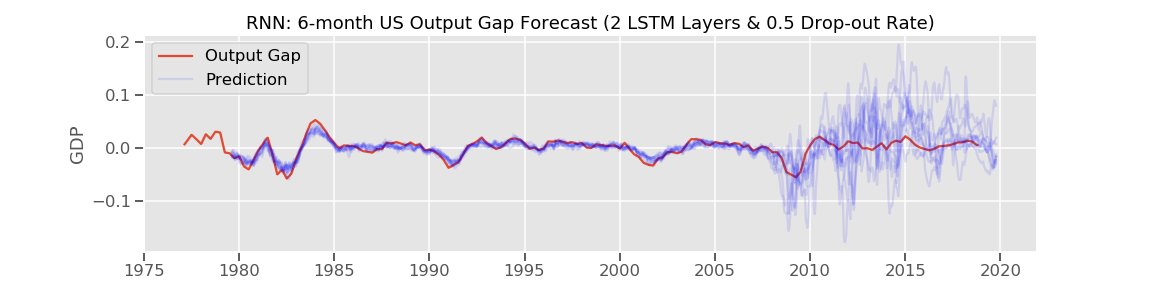 RNN: 6-month US Output Gap Forecast (2 LSTM Layers & 0.5 Drop-out Rate)
0.2
0.1
0.0
−0.1
GDP
Output Gap
Prediction
1975 1980 1985 1990 1995 2000 2005 2010 2015 2020